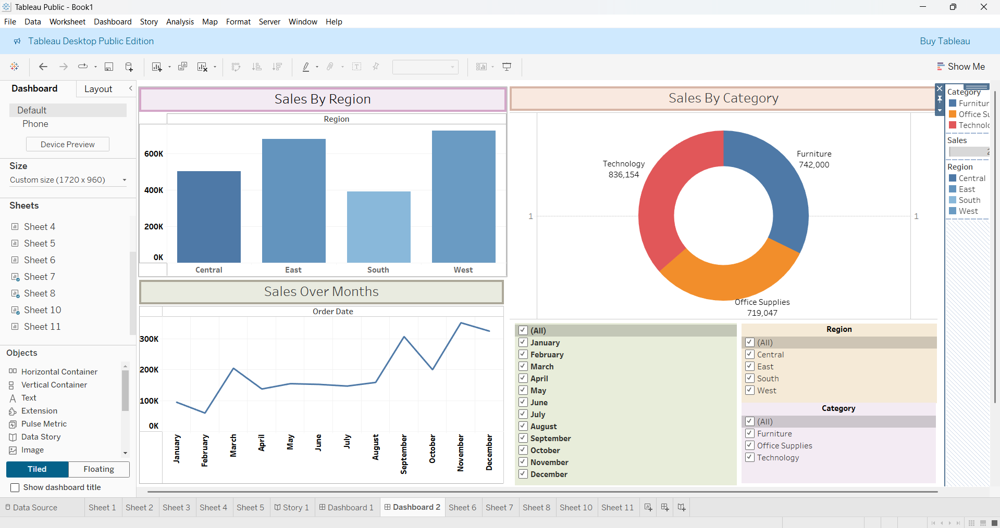 Tableau Public - Book1
File Data Worksheet Dashboard Story Analysis Map Format Server Window Help
Tableau Desktop Public Edition
Buy Tableau
Show Me
Dashboard
Layout
Default
Phone
Device Preview
Size
Custom size (1720 x 960)
Sheets
Sheet 4
Sheet 5
Sheet 6
Sheet 7
Sheet 8
Sheet 10
Sheet 11
Objects
Horizontal Container
Vertical Container
Text
Extension
Pulse Metric
Data Story
Image
Tiled
Floating
Show dashboard title
Sales By Region
Region
600K
400K
200K
0K
Central East South West
Sales Over Months
Order Date
300K
200K
100K
0K
January February March April May June July August September October November December
Sales By Category
Technology
836,154
Furniture
742,000
1
1
Office Supplies
719,047
(All)
January
February
March
April
May
June
July
August
September
October
November
December
Region
(All)
Central
East
South
West
Category
(All)
Furniture
Office Supplies
Technology
Category
Furnitur
Office Su
Technolo
Sales
2
Region
Central
East
South
West
Data Source Sheet 1 Sheet 2 Sheet 3 Sheet 4 Sheet 5 Story 1 Dashboard 1 Dashboard 2 Sheet 6 Sheet 7 Sheet 8 Sheet 10 Sheet 11